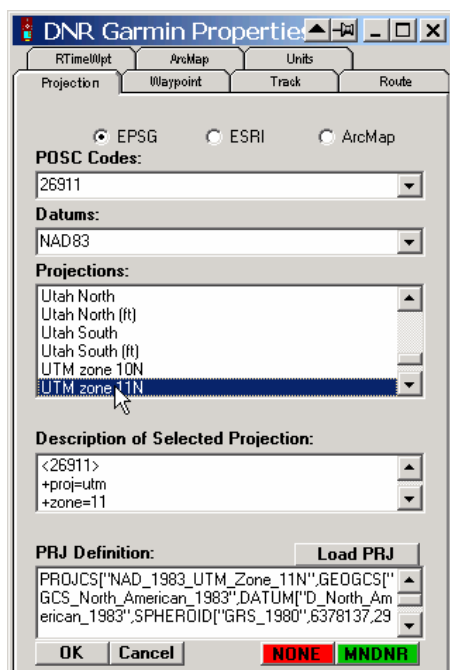 DNR Garmin Properties
RTimeWpt ArcMap Units
Projection Waypoint Track Route
EPSG ESRI ArcMap
POSC Codes:
26911
Datums:
NAD83
Projections:
Utah North
Utah North (ft)
Utah South
Utah South (ft)
UTM zone 10N
UTM zone 11N
Description of Selected Projection:
<26911>
+proj=utm
+zone=11
PRJ Definition: Load PRJ
PROJCS["NAD_1983_UTM_Zone_11N",GEOGCS["
GCS_North_American_1983",DATUM["D_North_Am
erican_1983",SPHEROID["GRS_1980",6378137,29
OK Cancel NONE MNDNR